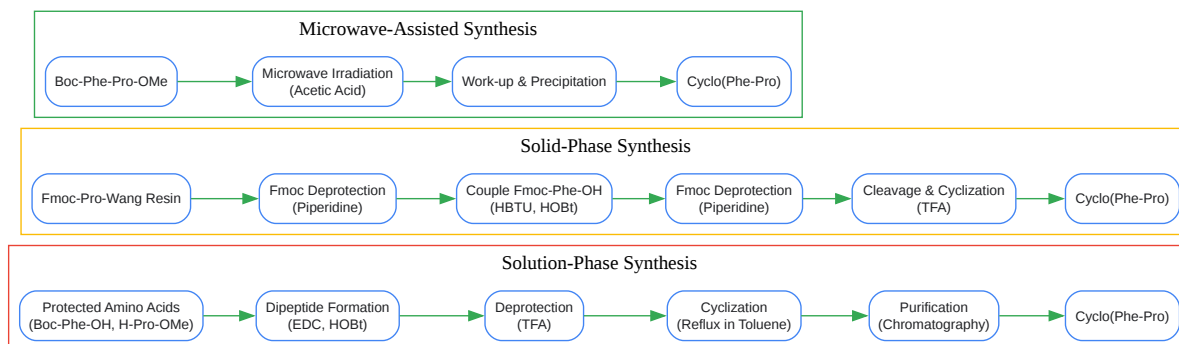 Microwave-Assisted Synthesis
Boc-Phe-Pro-OMe
Microwave Irradiation
(Acetic Acid)
Work-up & Precipitation
Cyclo(Phe-Pro)
Solid-Phase Synthesis
Fmoc-Pro-Wang Resin
Fmoc Deprotection
(Piperidine)
Couple Fmoc-Phe-OH
(HBTU, HOBt)
Fmoc Deprotection
(Piperidine)
Cleavage & Cyclization
(TFA)
Cyclo(Phe-Pro)
Solution-Phase Synthesis
Protected Amino Acids
(Boc-Phe-OH, H-Pro-OMe)
Dipeptide Formation
(EDC, HOBt)
Deprotection
(TFA)
Cyclization
(Reflux in Toluene)
Purification
(Chromatography)
Cyclo(Phe-Pro)